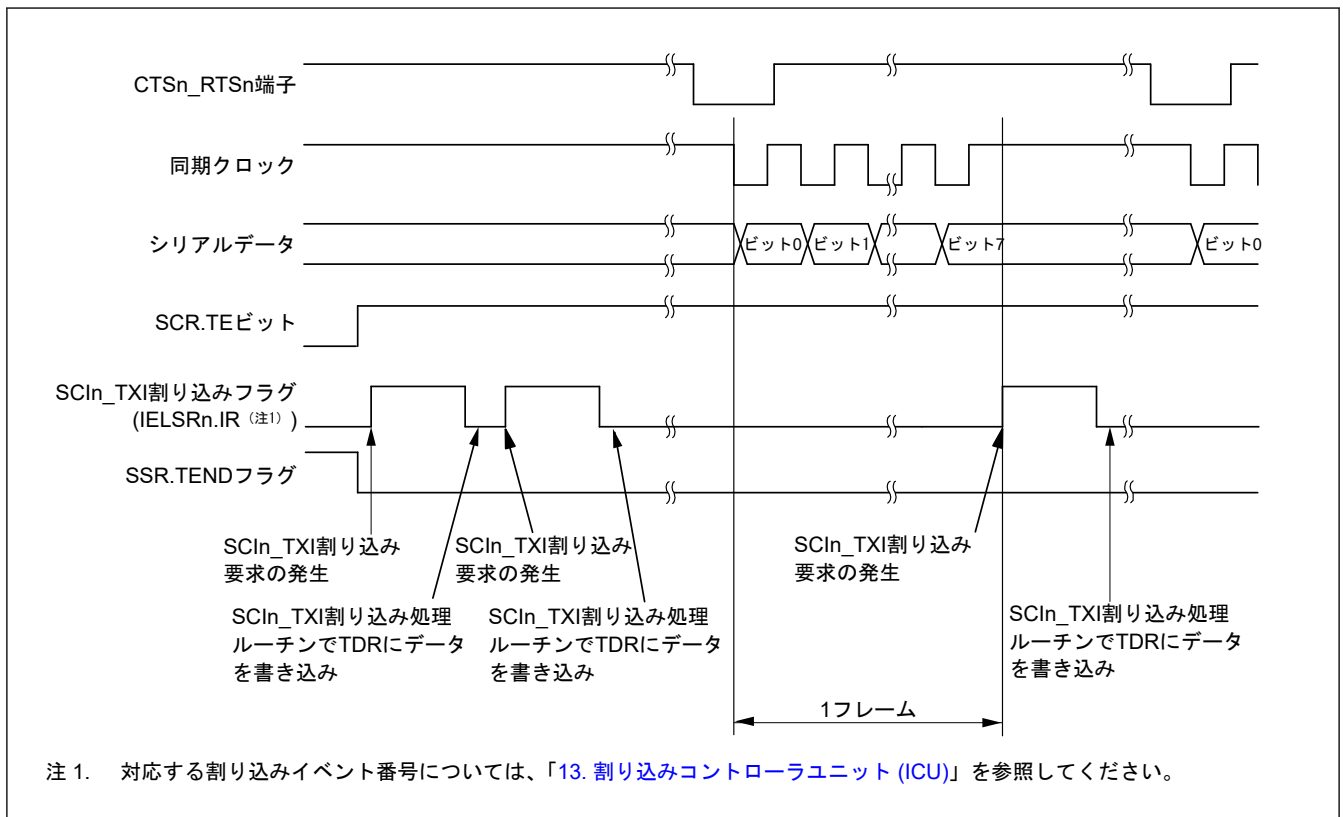 CTSn_RTSn端子
同期クロック
シリアルデータ
ビット0
ビット1
ビット7
ビット0
SCR.TEビット
SCIn_TXI割り込みフラグ
(IELSRn.IR（注1）)
SSR.TENDフラグ
SCIn_TXI割り込み
要求の発生
SCIn_TXI割り込み
要求の発生
SCIn_TXI割り込み
要求の発生
SCIn_TXI割り込み処理
ルーチンでTDRにデータ
を書き込み
SCIn_TXI割り込み処理
ルーチンでTDRにデータ
を書き込み
SCIn_TXI割り込み処理
ルーチンでTDRにデータ
を書き込み
1フレーム
注 1. 対応する割り込みイベント番号については、「13. 割り込みコントローラユニット (ICU)」を参照してください。